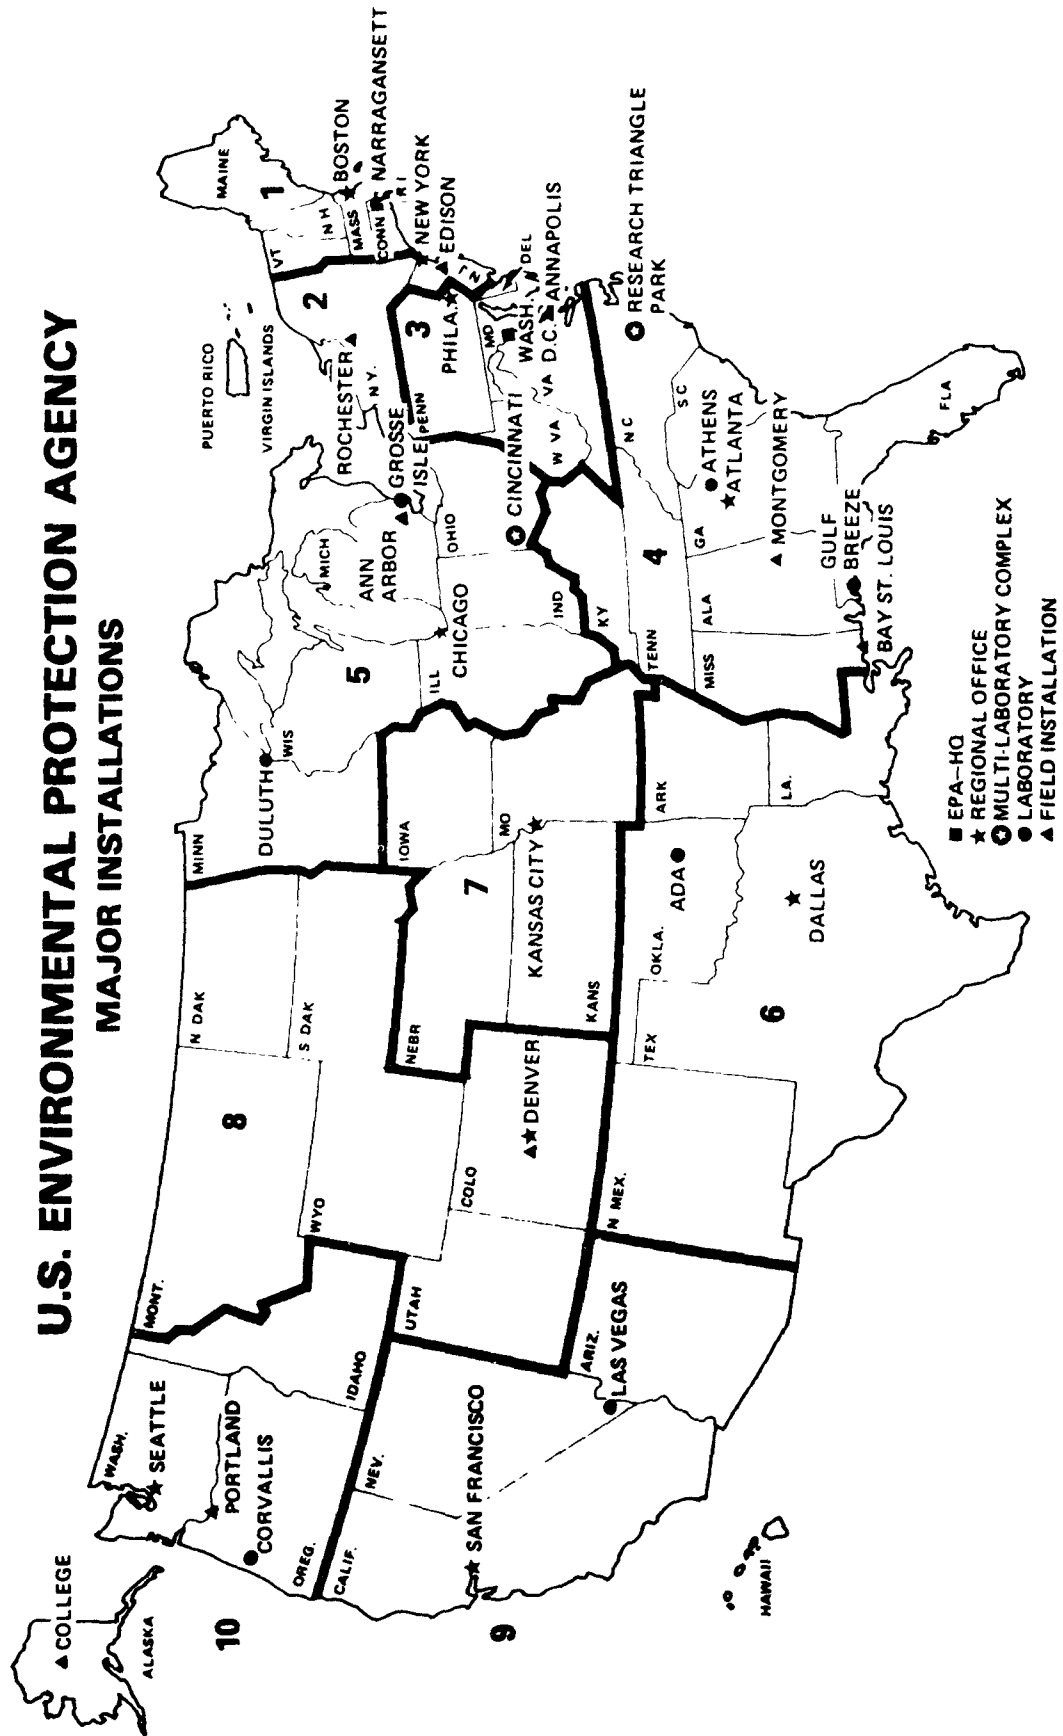 U.S. ENVIRONMENTAL PROTECTION AGENCY
MAJOR INSTALLATIONS
▲ COLLEGE
ALASKA
WASH.
★ SEATTLE
PORTLAND
CORVALLIS
OREG.
IDAHO
10
MONT.
8
N DAK
S DAK
WYO
MINN
DULUTH
WIS
5
MICH
ANN
ARBOR
GROSSE
ISLE
CHICAGO
ILL
IND
OHIO
CINCINNATI
PUERTO RICO
VIRGIN ISLANDS
MAINE
1
VT
N H
MASS
BOSTON
CONN
NARRAGANSETT
R I
2
ROCHESTER
N Y.
NEW YORK
EDISON
N J
3
PENN
PHILA.
MD
DEL
WASH.
D.C.
ANNAPOLIS
VA
W VA
CALIF.
NEV.
SAN FRANCISCO
9
UTAH
ARIZ.
LAS VEGAS
COLO
DENVER
NEBR
7
IOWA
MO
KANSAS CITY
KANS
N MEX.
TEX
OKLA.
ADA
6
DALLAS
ARK
LA.
KY
TENN
4
N C
S C
RESEARCH TRIANGLE
PARK
MISS
ALA
GA
ATHENS
ATLANTA
MONTGOMERY
GULF
BREEZE
BAY ST. LOUIS
FLA
HAWAII
■ EPA-HQ
★ REGIONAL OFFICE
✪ MULTI-LABORATORY COMPLEX
● LABORATORY
▲ FIELD INSTALLATION